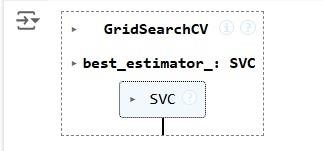 GridSearchCV i ?
best_estimator_: SVC
SVC ?